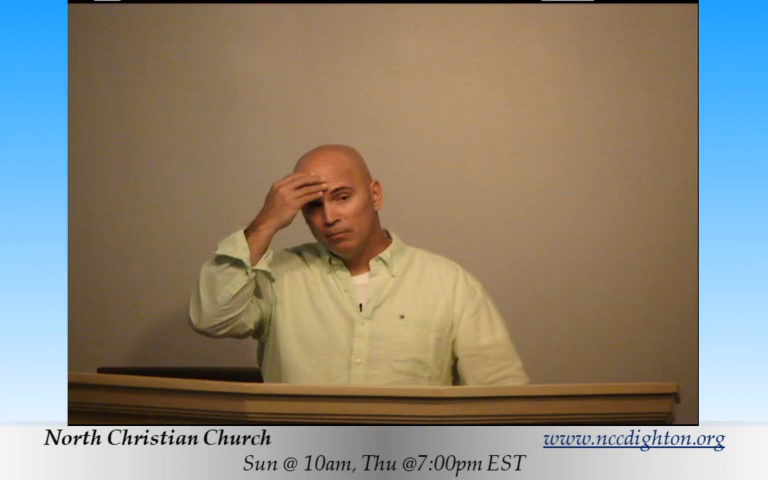 North Christian Church
www.nccdighton.org
Sun @ 10am, Thu @7:00pm EST